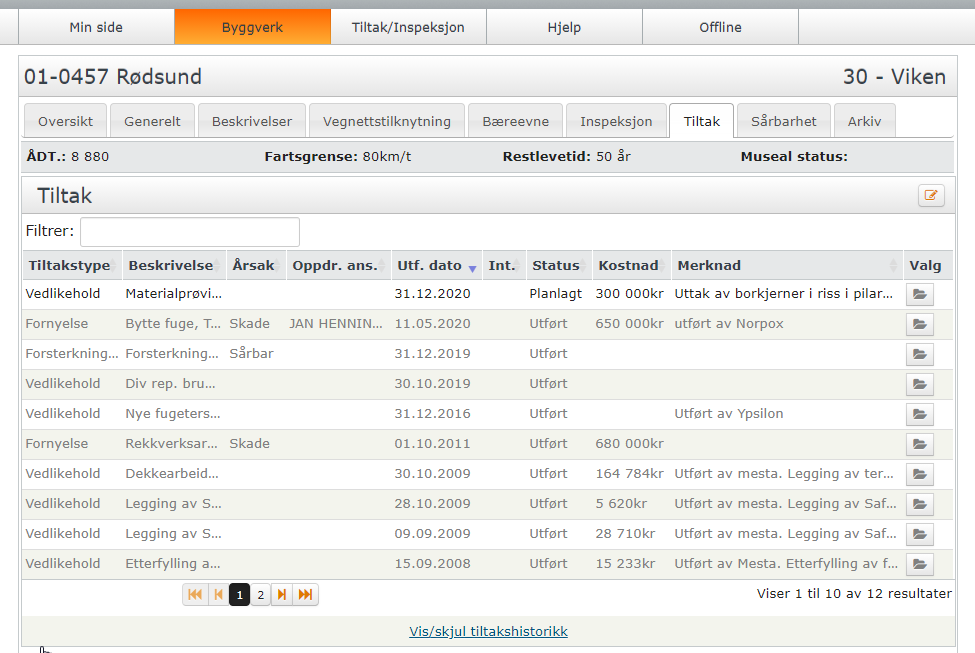 Min side Byggverk Tiltak/Inspeksjon Hjelp Offline
01-0457 Rødsund 30 - Viken
Oversikt Generelt Beskrivelser Vegnettstilknytning Bæreevne Inspeksjon Tiltak Sårbarhet Arkiv
ÅDT.: 8 880 Fartsgrense: 80km/t Restlevetid: 50 år Museal status:
Tiltak
Filtrer:
Tiltakstype Beskrivelse Årsak Oppdr. ans. Utf. dato Int. Status Kostnad Merknad Valg
Vedlikehold Materialprøvi... 31.12.2020 Planlagt 300 000kr Uttak av borkjerner i riss i pilar...
Fornyelse Bytte fuge, T... Skade JAN HENNIN... 11.05.2020 Utført 650 000kr utført av Norpox
Forsterkning... Forsterkning... Sårbar 31.12.2019 Utført
Vedlikehold Div rep. bru... 30.10.2019 Utført
Vedlikehold Nye fugeters... 31.12.2016 Utført Utført av Ypsilon
Fornyelse Rekkverksar... Skade 01.10.2011 Utført 680 000kr
Vedlikehold Dekkearbeid... 30.10.2009 Utført 164 784kr Utført av mesta. Legging av ter...
Vedlikehold Legging av S... 28.10.2009 Utført 5 620kr Utført av mesta. Legging av Saf...
Vedlikehold Legging av S... 09.09.2009 Utført 28 710kr Utført av mesta. Legging av Saf...
Vedlikehold Etterfylling a... 15.09.2008 Utført 15 233kr Utført av Mesta. Etterfylling av f...
1 2 Viser 1 til 10 av 12 resultater
Vis/skjul tiltakshistorikk